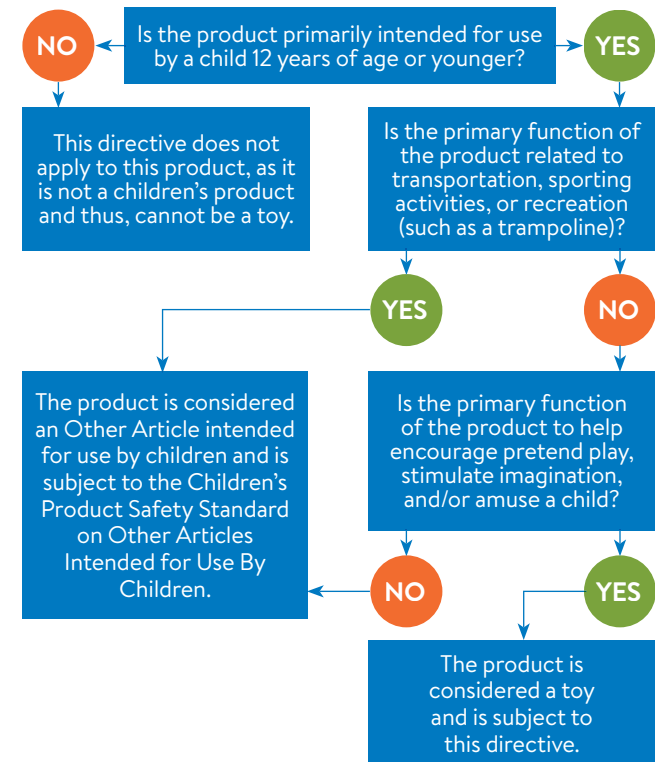 NO
Is the product primarily intended for use
by a child 12 years of age or younger?
YES
This directive does not
apply to this product, as it
is not a children’s product
and thus, cannot be a toy.
Is the primary function of
the product related to
transportation, sporting
activities, or recreation
(such as a trampoline)?
YES
NO
The product is considered
an Other Article intended
for use by children and is
subject to the Children’s
Product Safety Standard
on Other Articles
Intended for Use By
Children.
Is the primary function
of the product to help
encourage pretend play,
stimulate imagination,
and/or amuse a child?
NO
YES
The product is
considered a toy
and is subject to
this directive.